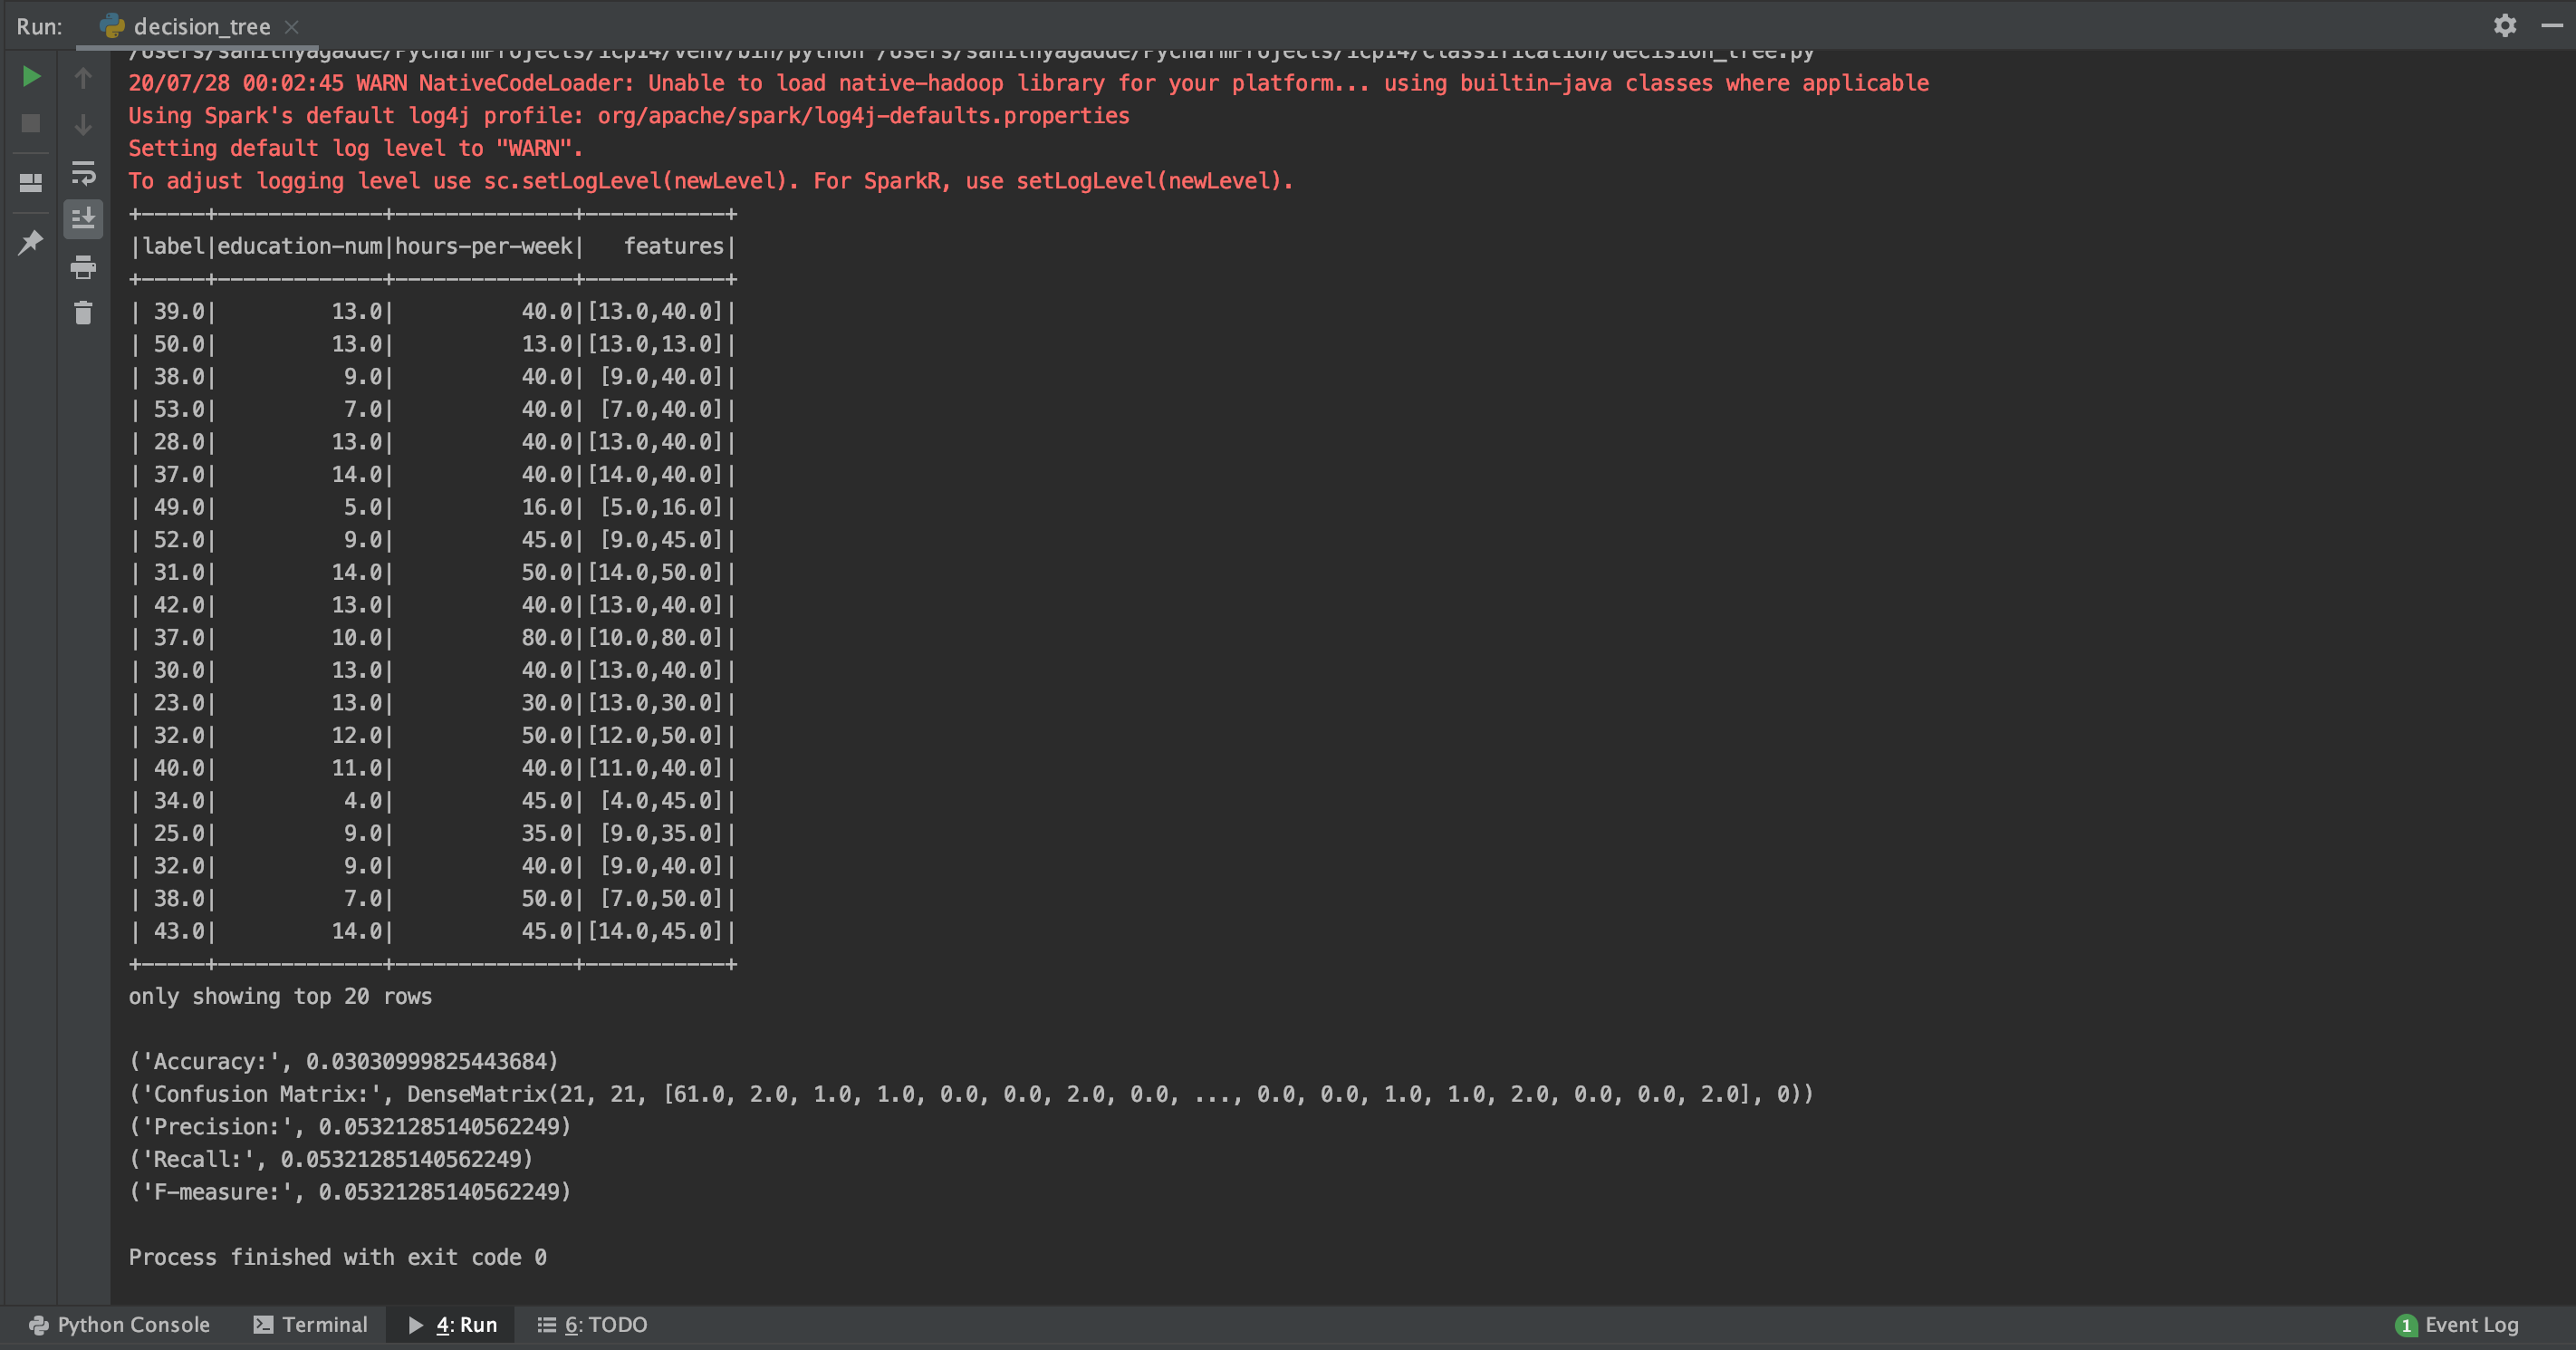 Run: decision_tree
/Users/sahithyagadde/PycharmProjects/icp14/venv/bin/python /Users/sahithyagadde/PycharmProjects/icp14/Classification/decision_tree.py
20/07/28 00:02:45 WARN NativeCodeLoader: Unable to load native-hadoop library for your platform... using builtin-java classes where applicable
Using Spark's default log4j profile: org/apache/spark/log4j-defaults.properties
Setting default log level to "WARN".
To adjust logging level use sc.setLogLevel(newLevel). For SparkR, use setLogLevel(newLevel).
+-----+-------------+--------------+-----------+
|label|education-num|hours-per-week|   features|
+-----+-------------+--------------+-----------+
| 39.0|         13.0|          40.0|[13.0,40.0]|
| 50.0|         13.0|          13.0|[13.0,13.0]|
| 38.0|          9.0|          40.0| [9.0,40.0]|
| 53.0|          7.0|          40.0| [7.0,40.0]|
| 28.0|         13.0|          40.0|[13.0,40.0]|
| 37.0|         14.0|          40.0|[14.0,40.0]|
| 49.0|          5.0|          16.0| [5.0,16.0]|
| 52.0|          9.0|          45.0| [9.0,45.0]|
| 31.0|         14.0|          50.0|[14.0,50.0]|
| 42.0|         13.0|          40.0|[13.0,40.0]|
| 37.0|         10.0|          80.0|[10.0,80.0]|
| 30.0|         13.0|          40.0|[13.0,40.0]|
| 23.0|         13.0|          30.0|[13.0,30.0]|
| 32.0|         12.0|          50.0|[12.0,50.0]|
| 40.0|         11.0|          40.0|[11.0,40.0]|
| 34.0|          4.0|          45.0| [4.0,45.0]|
| 25.0|          9.0|          35.0| [9.0,35.0]|
| 32.0|          9.0|          40.0| [9.0,40.0]|
| 38.0|          7.0|          50.0| [7.0,50.0]|
| 43.0|         14.0|          45.0|[14.0,45.0]|
+-----+-------------+--------------+-----------+
only showing top 20 rows
('Accuracy:', 0.03030999825443684)
('Confusion Matrix:', DenseMatrix(21, 21, [61.0, 2.0, 1.0, 1.0, 0.0, 0.0, 2.0, 0.0, ..., 0.0, 0.0, 1.0, 1.0, 2.0, 0.0, 0.0, 2.0], 0))
('Precision:', 0.05321285140562249)
('Recall:', 0.05321285140562249)
('F-measure:', 0.05321285140562249)
Process finished with exit code 0
Python Console Terminal 4: Run 6: TODO 1 Event Log